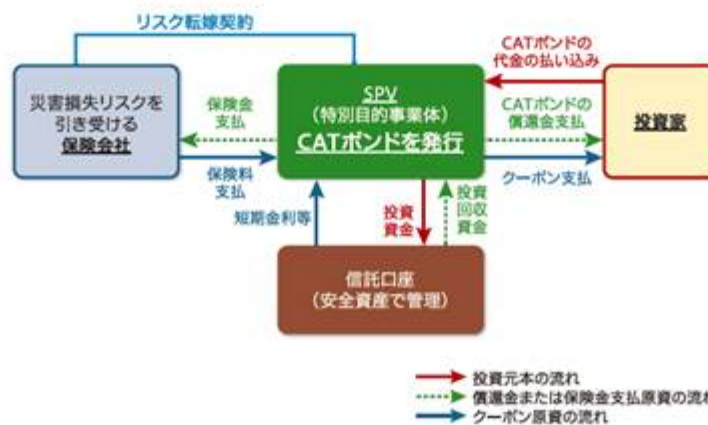 リスク転嫁契約
災害損失リスクを
引き受ける
保険会社
保険金
支払
保険料
支払
SPV
(特別目的事業体)
CATボンドを発行
CATボンドの
代金の払い込み
CATボンドの
償還金支払
クーポン支払
投資家
短期金利等
投資
資金
投資
回収
資金
信託口座
(安全資産で管理)
投資元本の流れ
償還金または保険金支払原資の流れ
クーポン原資の流れ